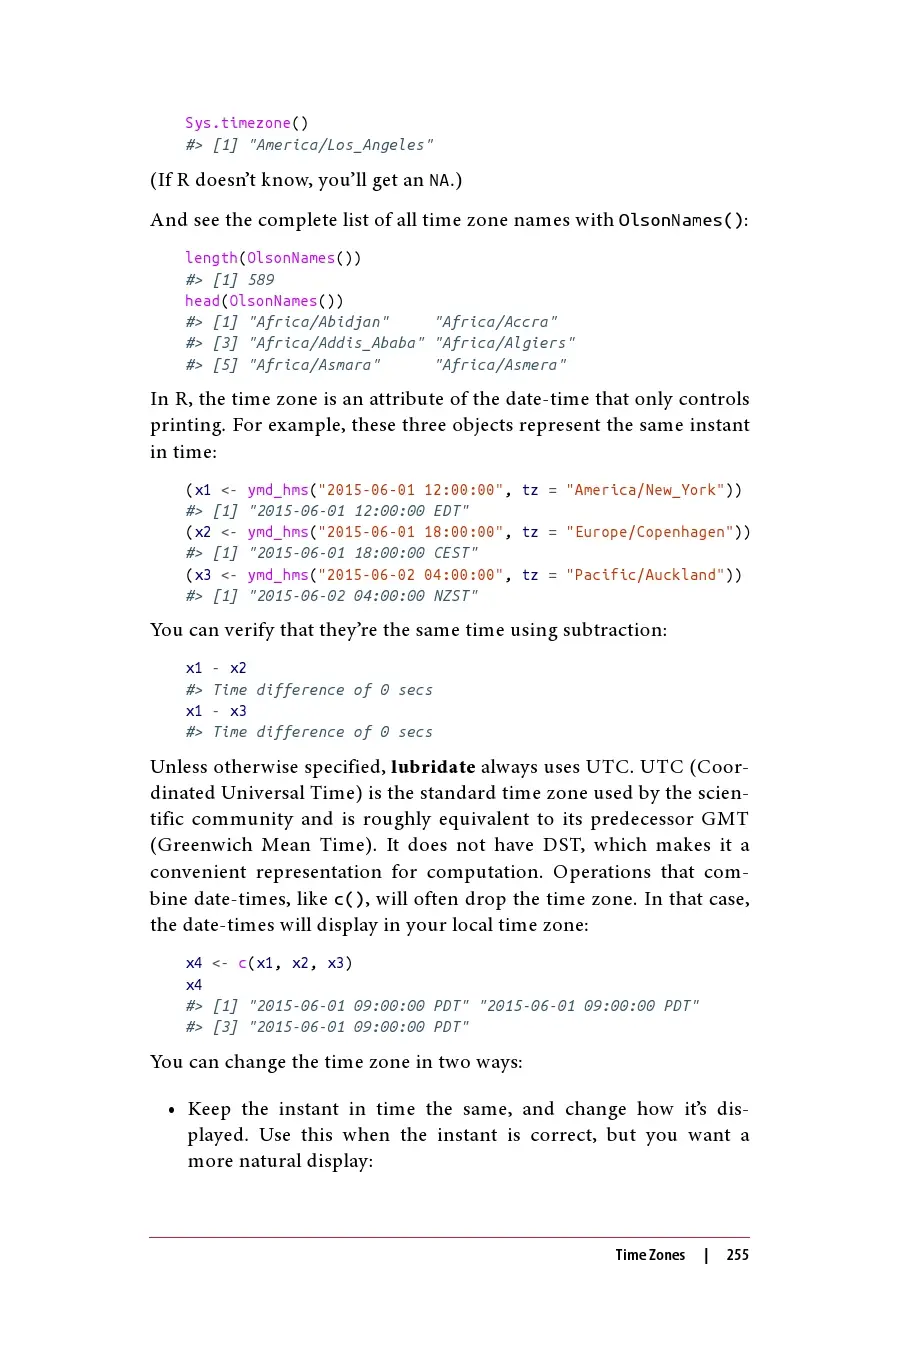 Sys.timezone()
#> [1] "America/Los_Angeles"
(If R doesn’t know, you’ll get an NA.)
And see the complete list of all time zone names with OlsonNames():
length(OlsonNames())
#> [1] 589
head(OlsonNames())
#> [1] "Africa/Abidjan"     "Africa/Accra"
#> [3] "Africa/Addis_Ababa" "Africa/Algiers"
#> [5] "Africa/Asmara"      "Africa/Asmera"
In R, the time zone is an attribute of the date-time that only controls
printing. For example, these three objects represent the same instant
in time:
(x1 <- ymd_hms("2015-06-01 12:00:00", tz = "America/New_York"))
#> [1] "2015-06-01 12:00:00 EDT"
(x2 <- ymd_hms("2015-06-01 18:00:00", tz = "Europe/Copenhagen"))
#> [1] "2015-06-01 18:00:00 CEST"
(x3 <- ymd_hms("2015-06-02 04:00:00", tz = "Pacific/Auckland"))
#> [1] "2015-06-02 04:00:00 NZST"
You can verify that they’re the same time using subtraction:
x1 - x2
#> Time difference of 0 secs
x1 - x3
#> Time difference of 0 secs
Unless otherwise specified, lubridate always uses UTC. UTC (Coor-
dinated Universal Time) is the standard time zone used by the scien-
tific community and is roughly equivalent to its predecessor GMT
(Greenwich Mean Time). It does not have DST, which makes it a
convenient representation for computation. Operations that com-
bine date-times, like c(), will often drop the time zone. In that case,
the date-times will display in your local time zone:
x4 <- c(x1, x2, x3)
x4
#> [1] "2015-06-01 09:00:00 PDT" "2015-06-01 09:00:00 PDT"
#> [3] "2015-06-01 09:00:00 PDT"
You can change the time zone in two ways:
• Keep the instant in time the same, and change how it’s dis-
played. Use this when the instant is correct, but you want a
more natural display:
Time Zones | 255